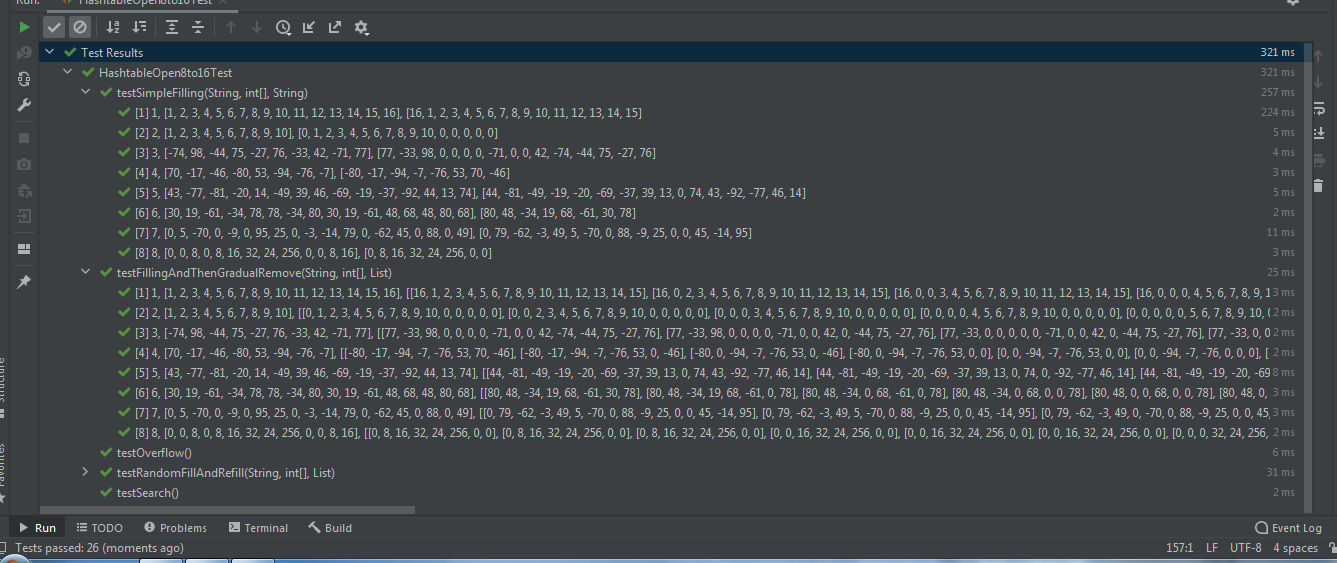 Run: HashtableOpen8to16Test
Test Results 321 ms
HashtableOpen8to16Test 321 ms
testSimpleFilling(String, int[], String) 257 ms
[1] 1, [1, 2, 3, 4, 5, 6, 7, 8, 9, 10, 11, 12, 13, 14, 15, 16], [16, 1, 2, 3, 4, 5, 6, 7, 8, 9, 10, 11, 12, 13, 14, 15] 224 ms
[2] 2, [1, 2, 3, 4, 5, 6, 7, 8, 9, 10], [0, 1, 2, 3, 4, 5, 6, 7, 8, 9, 10, 0, 0, 0, 0, 0] 5 ms
[3] 3, [-74, 98, -44, 75, -27, 76, -33, 42, -71, 77], [77, -33, 98, 0, 0, 0, 0, -71, 0, 0, 42, -74, -44, 75, -27, 76] 4 ms
[4] 4, [70, -17, -46, -80, 53, -94, -76, -7], [-80, -17, -94, -7, -76, 53, 70, -46] 3 ms
[5] 5, [43, -77, -81, -20, 14, -49, 39, 46, -69, -19, -37, -92, 44, 13, 74], [44, -81, -49, -19, -20, -69, -37, 39, 13, 0, 74, 43, -92, -77, 46, 14] 5 ms
[6] 6, [30, 19, -61, -34, 78, 78, -34, 80, 30, 19, -61, 48, 68, 48, 80, 68], [80, 48, -34, 19, 68, -61, 30, 78] 2 ms
[7] 7, [0, 5, -70, 0, -9, 0, 95, 25, 0, -3, -14, 79, 0, -62, 45, 0, 88, 0, 49], [0, 79, -62, -3, 49, 5, -70, 0, 88, -9, 25, 0, 0, 45, -14, 95] 11 ms
[8] 8, [0, 0, 8, 0, 8, 16, 32, 24, 256, 0, 0, 8, 16], [0, 8, 16, 32, 24, 256, 0, 0] 3 ms
testFillingAndThenGradualRemove(String, int[], List) 25 ms
[1] 1, [1, 2, 3, 4, 5, 6, 7, 8, 9, 10, 11, 12, 13, 14, 15, 16], [[16, 1, 2, 3, 4, 5, 6, 7, 8, 9, 10, 11, 12, 13, 14, 15], [16, 0, 2, 3, 4, 5, 6, 7, 8, 9, 10, 11, 12, 13, 14, 15], [16, 0, 0, 3, 4, 5, 6, 7, 8, 9, 10, 11, 12, 13, 14, 15], [16, 0, 0, 0, 4, 5, 6, 7, 8, 9, 1 3 ms
[2] 2, [1, 2, 3, 4, 5, 6, 7, 8, 9, 10], [[0, 1, 2, 3, 4, 5, 6, 7, 8, 9, 10, 0, 0, 0, 0, 0], [0, 0, 2, 3, 4, 5, 6, 7, 8, 9, 10, 0, 0, 0, 0, 0], [0, 0, 0, 3, 4, 5, 6, 7, 8, 9, 10, 0, 0, 0, 0, 0], [0, 0, 0, 0, 4, 5, 6, 7, 8, 9, 10, 0, 0, 0, 0, 0], [0, 0, 0, 0, 0, 5, 6, 7, 8, 9, 10, 0, 2 ms
[3] 3, [-74, 98, -44, 75, -27, 76, -33, 42, -71, 77], [[77, -33, 98, 0, 0, 0, 0, -71, 0, 0, 42, -74, -44, 75, -27, 76], [77, -33, 98, 0, 0, 0, 0, -71, 0, 0, 42, 0, -44, 75, -27, 76], [77, -33, 0, 0, 0, 0, 0, -71, 0, 0, 42, 0, -44, 75, -27, 76], [77, -33, 0, 0 2 ms
[4] 4, [70, -17, -46, -80, 53, -94, -76, -7], [[-80, -17, -94, -7, -76, 53, 70, -46], [-80, -17, -94, -7, -76, 53, 0, -46], [-80, 0, -94, -7, -76, 53, 0, -46], [-80, 0, -94, -7, -76, 53, 0, 0], [0, 0, -94, -7, -76, 53, 0, 0], [0, 0, -94, -7, -76, 0, 0, 0], [ 2 ms
[5] 5, [43, -77, -81, -20, 14, -49, 39, 46, -69, -19, -37, -92, 44, 13, 74], [[44, -81, -49, -19, -20, -69, -37, 39, 13, 0, 74, 43, -92, -77, 46, 14], [44, -81, -49, -19, -20, -69, -37, 39, 13, 0, 74, 0, -92, -77, 46, 14], [44, -81, -49, -19, -20, -69 8 ms
[6] 6, [30, 19, -61, -34, 78, 78, -34, 80, 30, 19, -61, 48, 68, 48, 80, 68], [[80, 48, -34, 19, 68, -61, 30, 78], [80, 48, -34, 19, 68, -61, 0, 78], [80, 48, -34, 0, 68, -61, 0, 78], [80, 48, -34, 0, 68, 0, 0, 78], [80, 48, 0, 0, 68, 0, 0, 78], [80, 48, 0, 3 ms
[7] 7, [0, 5, -70, 0, -9, 0, 95, 25, 0, -3, -14, 79, 0, -62, 45, 0, 88, 0, 49], [[0, 79, -62, -3, 49, 5, -70, 0, 88, -9, 25, 0, 0, 45, -14, 95], [0, 79, -62, -3, 49, 5, -70, 0, 88, -9, 25, 0, 0, 45, -14, 95], [0, 79, -62, -3, 49, 0, -70, 0, 88, -9, 25, 0, 0, 45, 3 ms
[8] 8, [0, 0, 8, 0, 8, 16, 32, 24, 256, 0, 0, 8, 16], [[0, 8, 16, 32, 24, 256, 0, 0], [0, 8, 16, 32, 24, 256, 0, 0], [0, 8, 16, 32, 24, 256, 0, 0], [0, 0, 16, 32, 24, 256, 0, 0], [0, 0, 16, 32, 24, 256, 0, 0], [0, 0, 16, 32, 24, 256, 0, 0], [0, 0, 0, 32, 24, 256, 2 ms
testOverflow() 6 ms
testRandomFillAndRefill(String, int[], List) 31 ms
testSearch() 2 ms
Structure
Favorites
Run TODO Problems Terminal Build Event Log
Tests passed: 26 (moments ago) 157:1 LF UTF-8 4 spaces